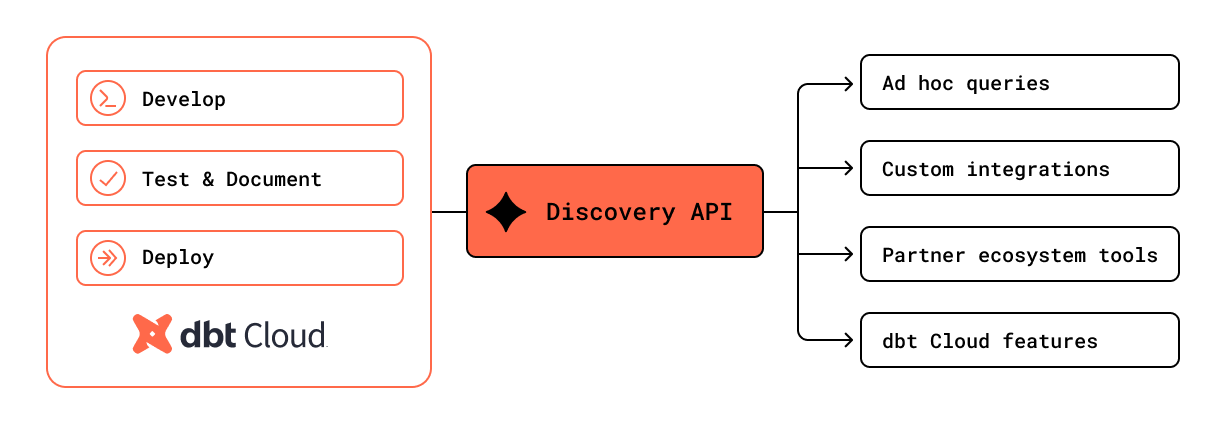 Develop
Test & Document
Deploy
dbt Cloud
Discovery API
Ad hoc queries
Custom integrations
Partner ecosystem tools
dbt Cloud features